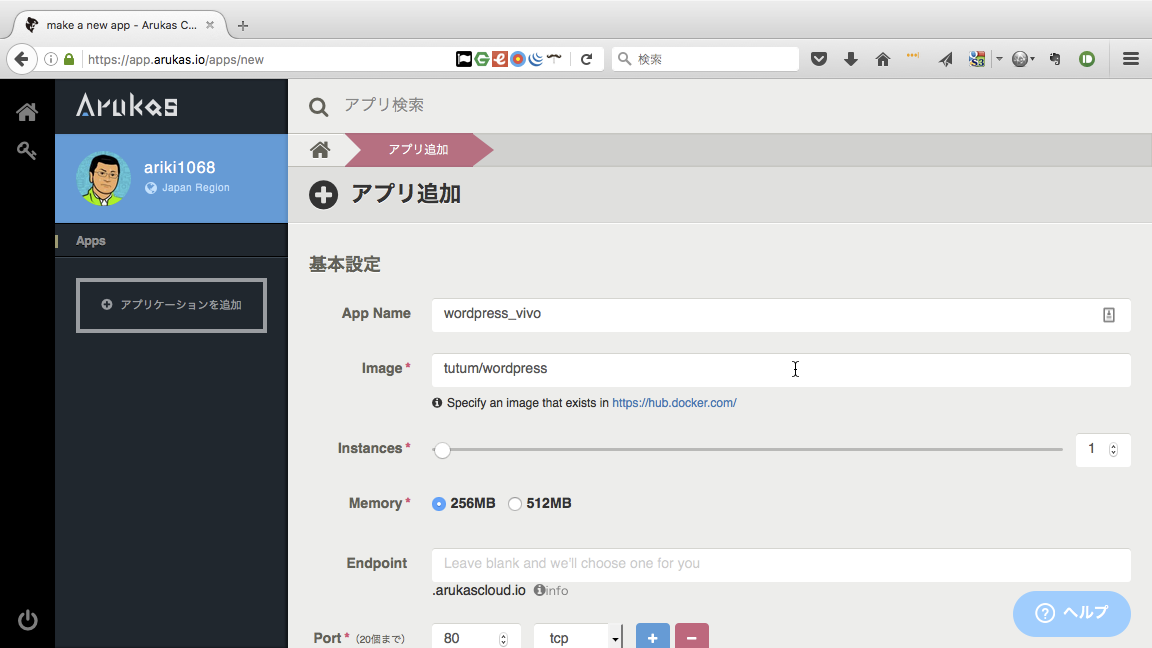 make a new app - Arukas C...
https://app.arukas.io/apps/new
検索
Arukas
アプリ検索
ariki1068
Japan Region
アプリ追加
アプリ追加
Apps
アプリケーションを追加
基本設定
App Name
wordpress_vivo
Image*
tutum/wordpress
Specify an image that exists in https://hub.docker.com/
Instances*
1
Memory*
256MB
512MB
Endpoint
Leave blank and we'll choose one for you
.arukascloud.io
info
ヘルプ
Port* (20個まで)
80
tcp